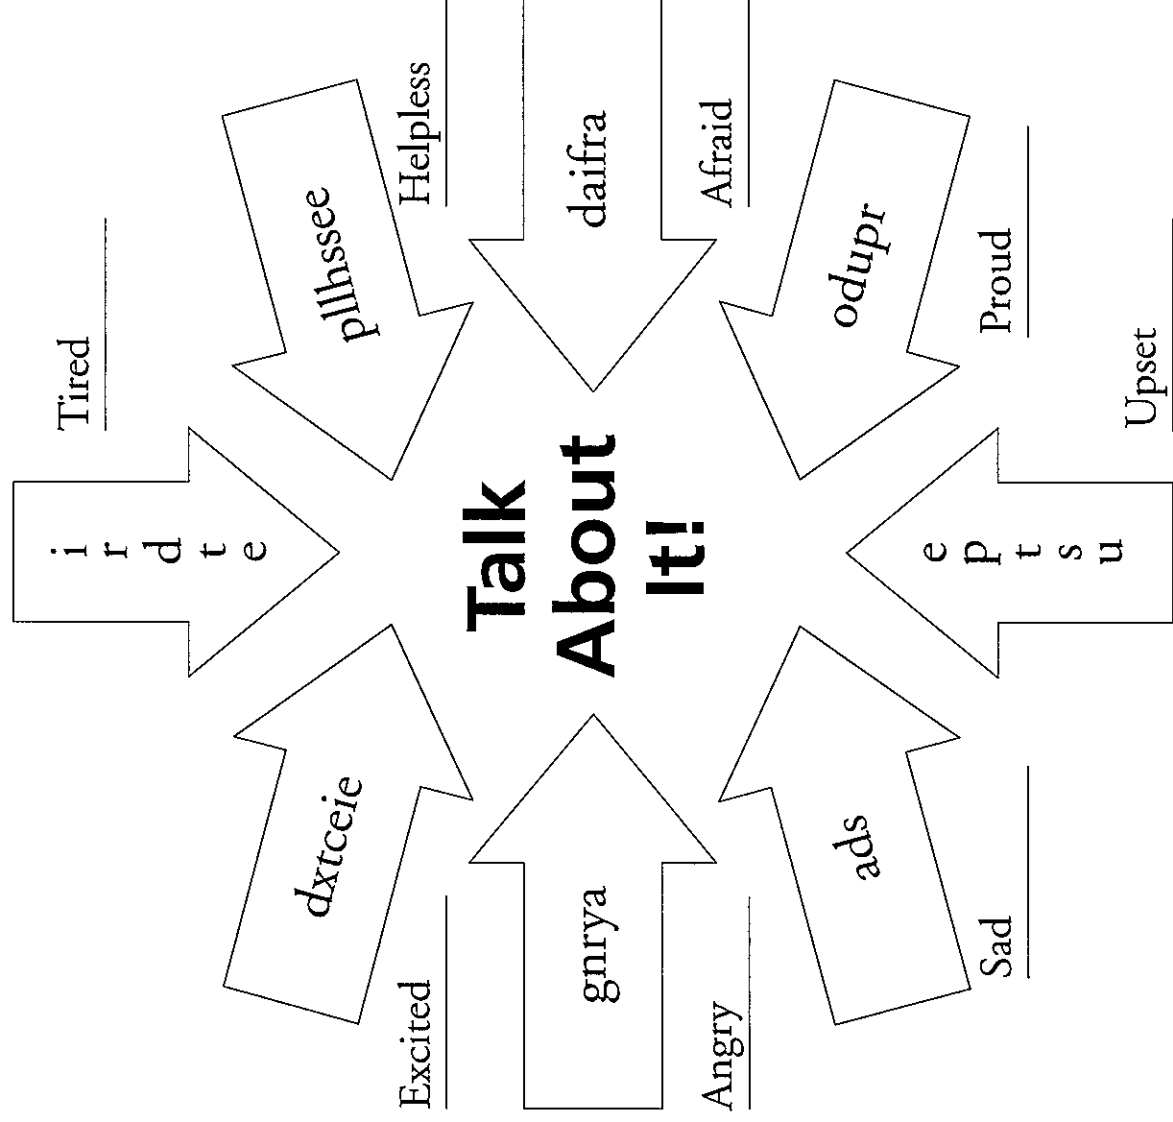 Tired
irdte
dxtceie
pllhssee
Excited
Helpless
Talk
About
It!
gnrya
daifra
Angry
Afraid
ads
odupr
Sad
Proud
eptsu
Upset